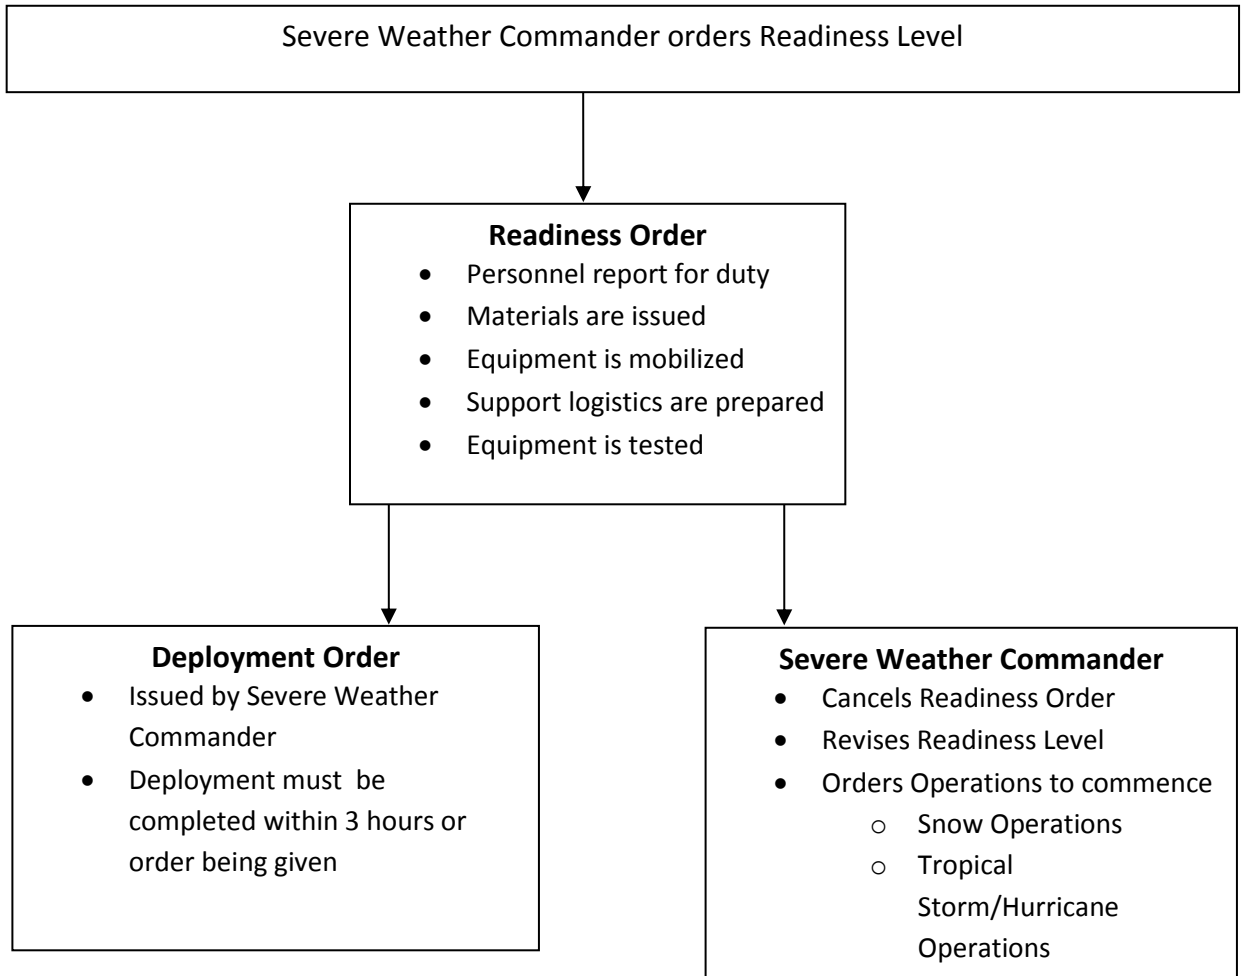 Severe Weather Commander orders Readiness Level
Readiness Order
• Personnel report for duty
• Materials are issued
• Equipment is mobilized
• Support logistics are prepared
• Equipment is tested
Deployment Order
• Issued by Severe Weather
Commander
• Deployment must  be
completed within 3 hours or
order being given
Severe Weather Commander
• Cancels Readiness Order
• Revises Readiness Level
• Orders Operations to commence
o Snow Operations
o Tropical
Storm/Hurricane
Operations